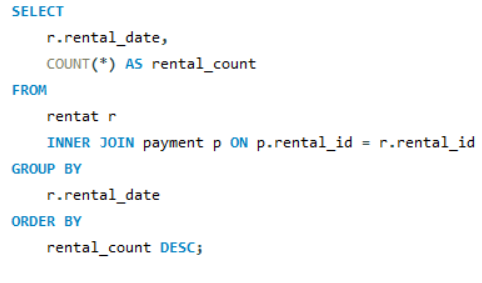 SELECT
r.rental_date,
COUNT(*) AS rental_count
FROM
rentat r
INNER JOIN payment p ON p.rental_id = r.rental_id
GROUP BY
r.rental_date
ORDER BY
rental_count DESC;